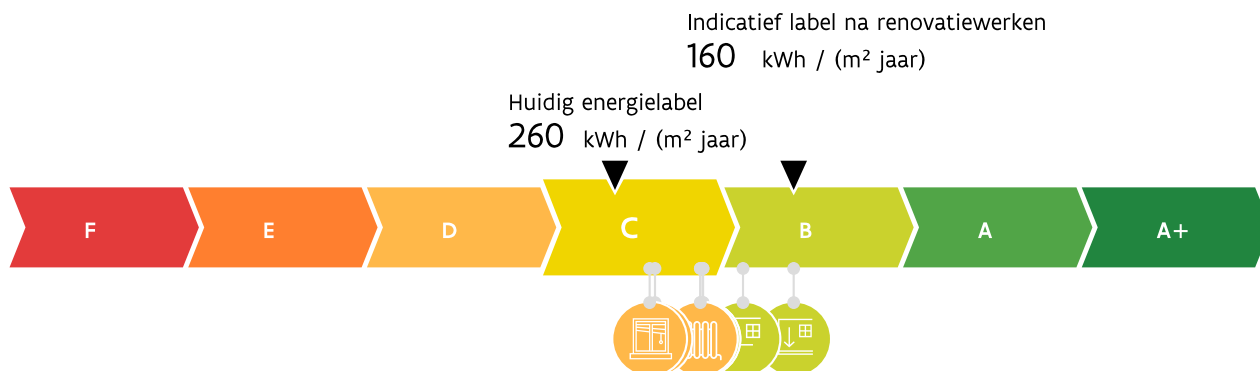 Indicatief label na renovatiewerken
160 kWh / (m² jaar)
Huidig energielabel
260 kWh / (m² jaar)
F E D C B A A+